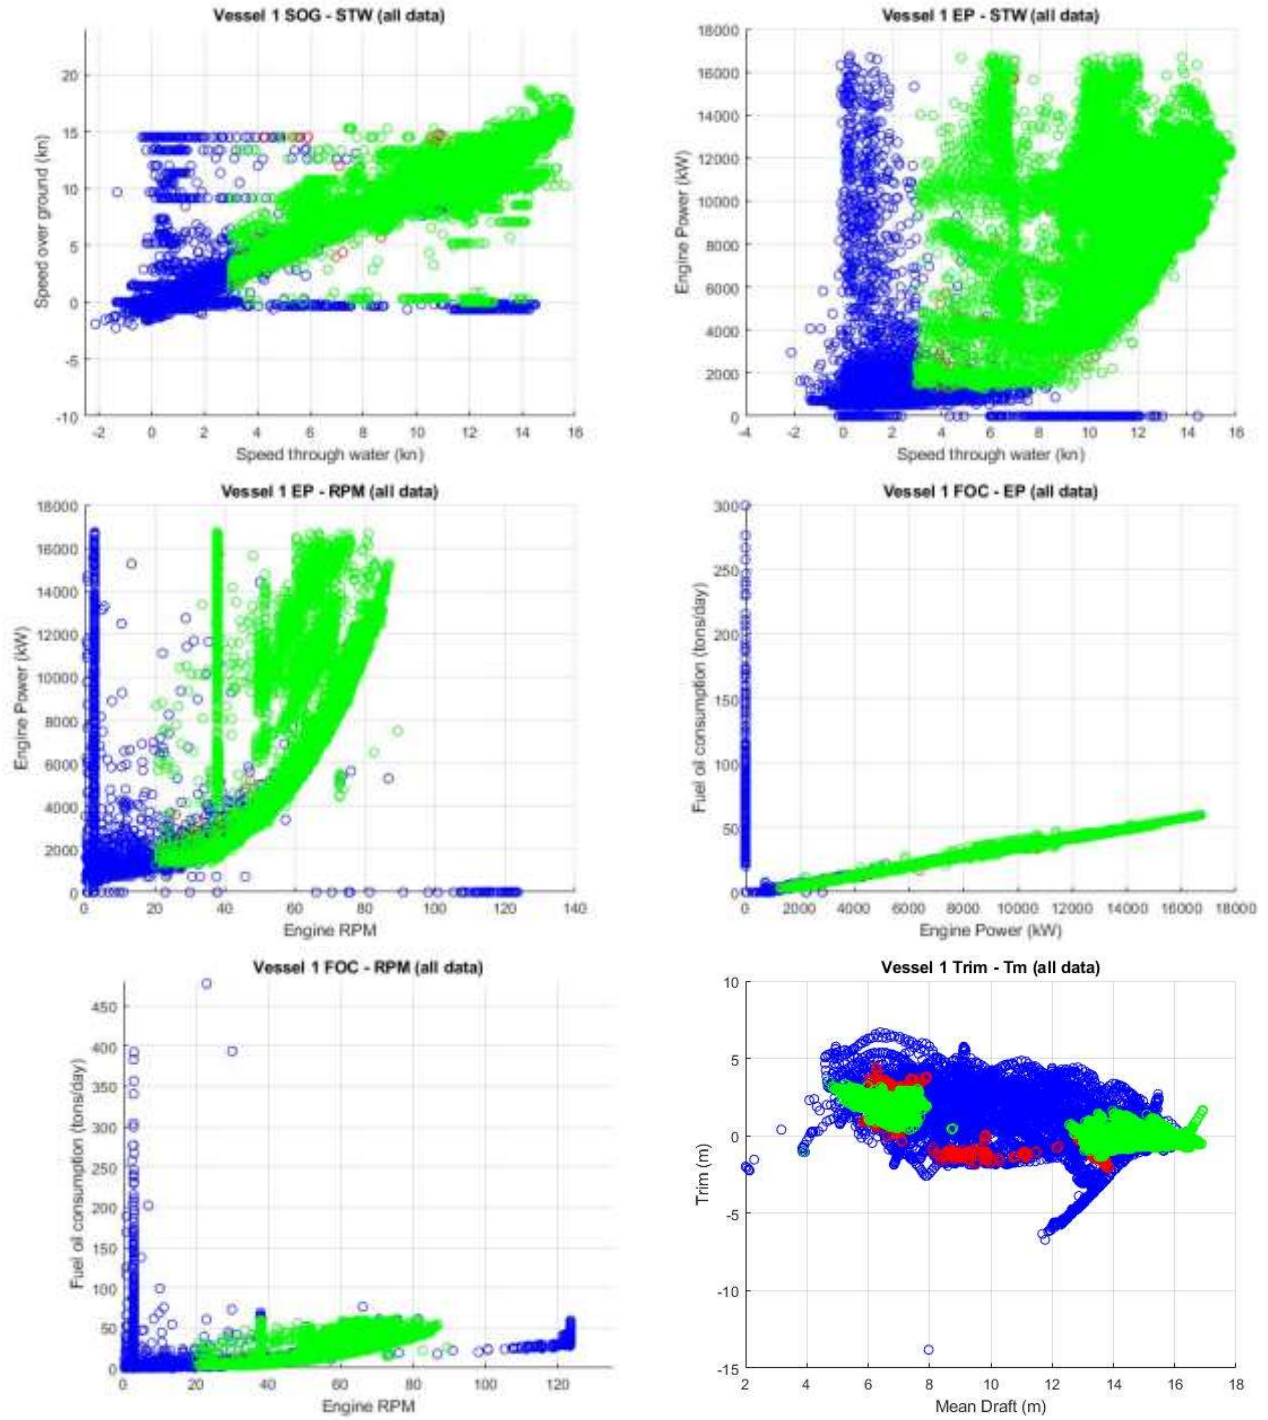 Vessel 1 SOG - STW (all data)
20
15
10
5
0
-5
-10
-2 0 2 4 6 8 10 12 14 16
Speed over ground (kn)
Speed through water (kn)
Vessel 1 EP - STW (all data)
18000
16000
14000
12000
10000
8000
6000
4000
2000
0
-4 -2 0 2 4 6 8 10 12 14 16
Engine Power (kW)
Speed through water (kn)
Vessel 1 EP - RPM (all data)
18000
16000
14000
12000
10000
8000
6000
4000
2000
0
0 20 40 60 80 100 120 140
Engine Power (kW)
Engine RPM
Vessel 1 FOC - EP (all data)
300
250
200
150
100
50
0
0 2000 4000 6000 8000 10000 12000 14000 16000 18000
Fuel oil consumption (tons/day)
Engine Power (kW)
Vessel 1 FOC - RPM (all data)
450
400
350
300
250
200
150
100
50
0
0 20 40 60 80 100 120
Fuel oil consumption (tons/day)
Engine RPM
Vessel 1 Trim - Tm (all data)
10
5
0
-5
-10
-15
2 4 6 8 10 12 14 16 18
Trim (m)
Mean Draft (m)